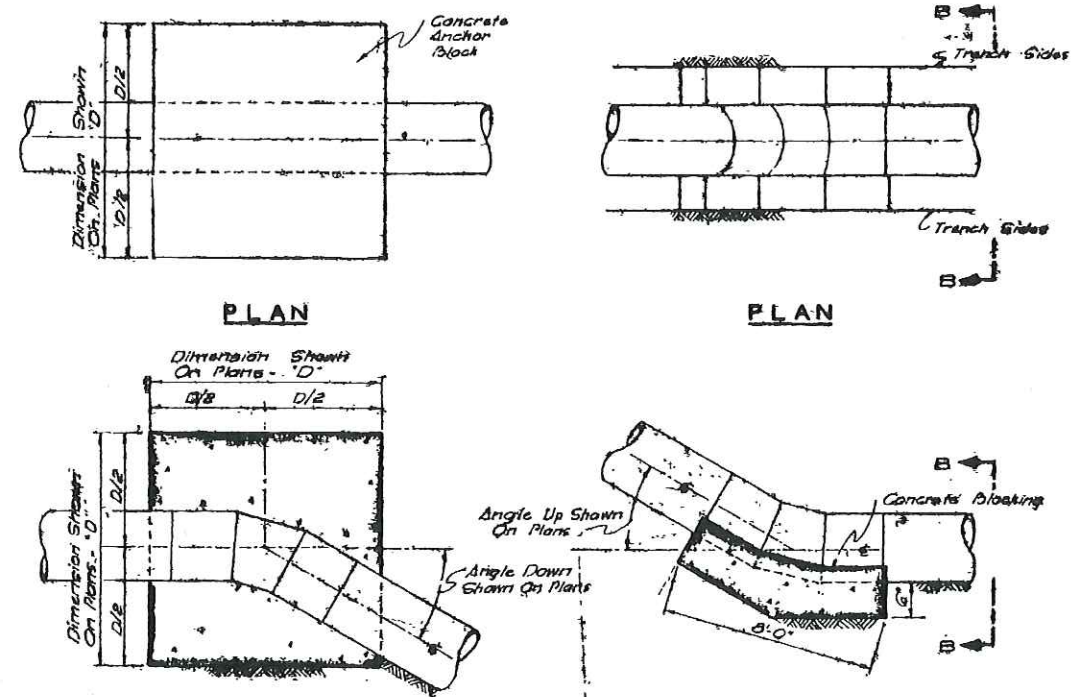 Concrete
Anchor
Block
Dimension Shown
On Plans "D"
D/2
D/2
PLAN
B
Trench Sides
Trench Sides
B
PLAN
Dimension Shown
On Plans - "D"
D/2
D/2
Dimension Shown
On Plans - "D"
D/2
D/2
Angle Down
Shown On Plans
B
Concrete Blocking
Angle Up Shown
On Plans
6"
8'-0"
B